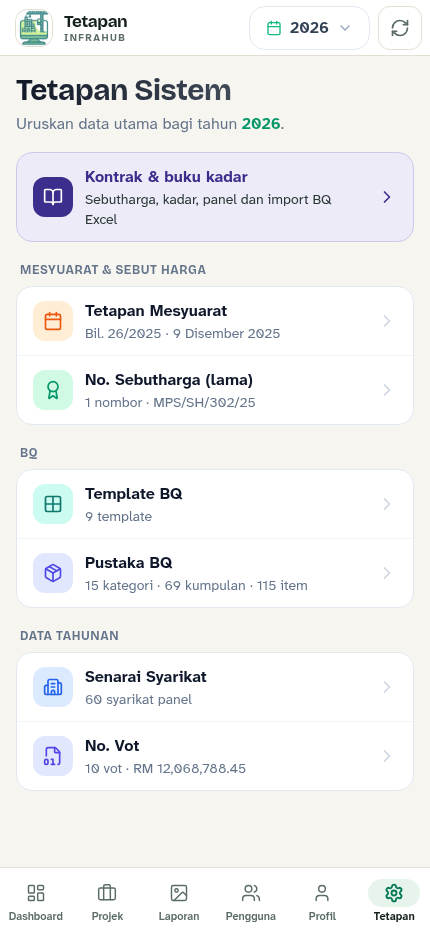 Tetapan
INFRAHUB
2026
Tetapan Sistem
Uruskan data utama bagi tahun 2026.
Kontrak & buku kadar
Sebutharga, kadar, panel dan import BQ
Excel
MESYUARAT & SEBUT HARGA
Tetapan Mesyuarat
Bil. 26/2025 · 9 Disember 2025
No. Sebutharga (lama)
1 nombor · MPS/SH/302/25
BQ
Template BQ
9 template
Pustaka BQ
15 kategori · 69 kumpulan · 115 item
DATA TAHUNAN
Senarai Syarikat
60 syarikat panel
No. Vot
10 vot · RM 12,068,788.45
Dashboard
Projek
Laporan
Pengguna
Profil
Tetapan